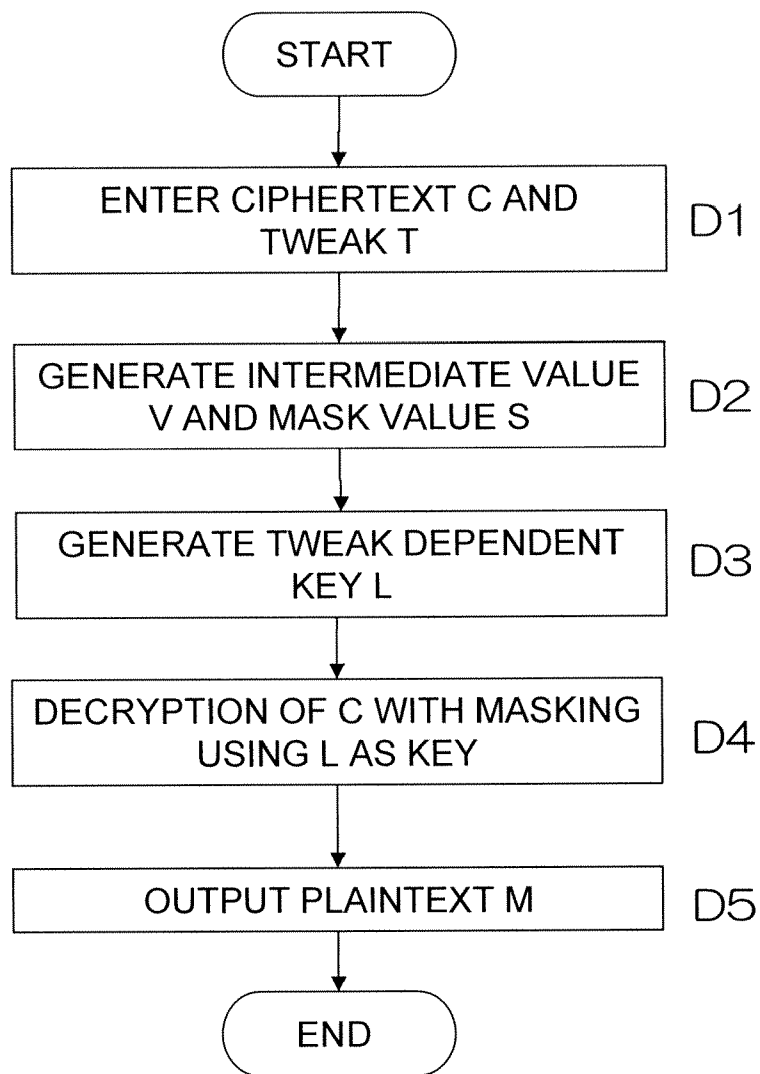 START
ENTER CIPHERTEXT C AND
TWEAK T
D1
GENERATE INTERMEDIATE VALUE
V AND MASK VALUE S
D2
GENERATE TWEAK DEPENDENT
KEY L
D3
DECRYPTION OF C WITH MASKING
USING L AS KEY
D4
OUTPUT PLAINTEXT M
D5
END